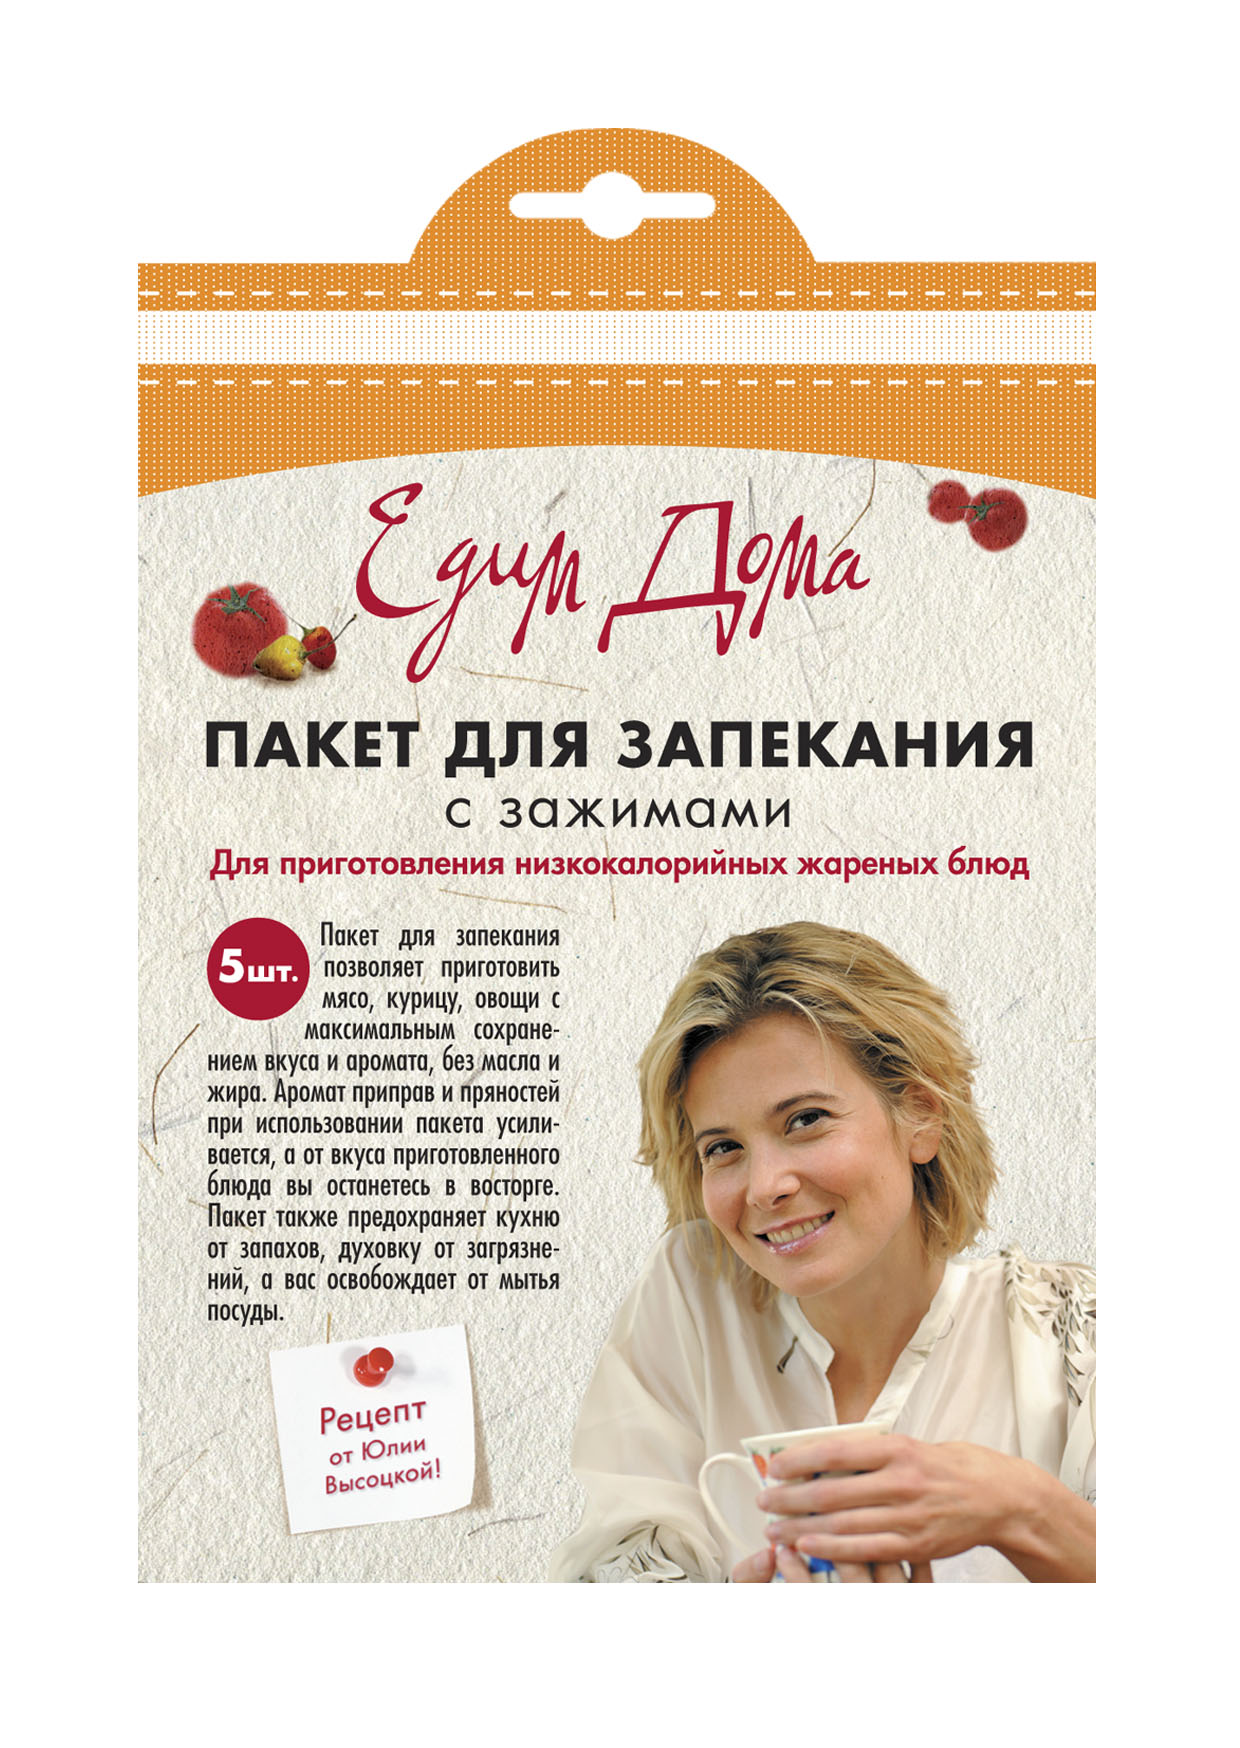 Едим Дома
ПАКЕТ ДЛЯ ЗАПЕКАНИЯ
с зажимами
Для приготовления низкокалорийных жареных блюд
5шт.
Пакет для запекания
позволяет приготовить
мясо, курицу, овощи с
максимальным сохране-
нием вкуса и аромата, без масла и
жира. Аромат приправ и пряностей
при использовании пакета усили-
вается, а от вкуса приготовленного
блюда вы останетесь в восторге.
Пакет также предохраняет кухню
от запахов, духовку от загрязне-
ний, а вас освобождает от мытья
посуды.
Рецепт
от Юлии
Высоцкой!